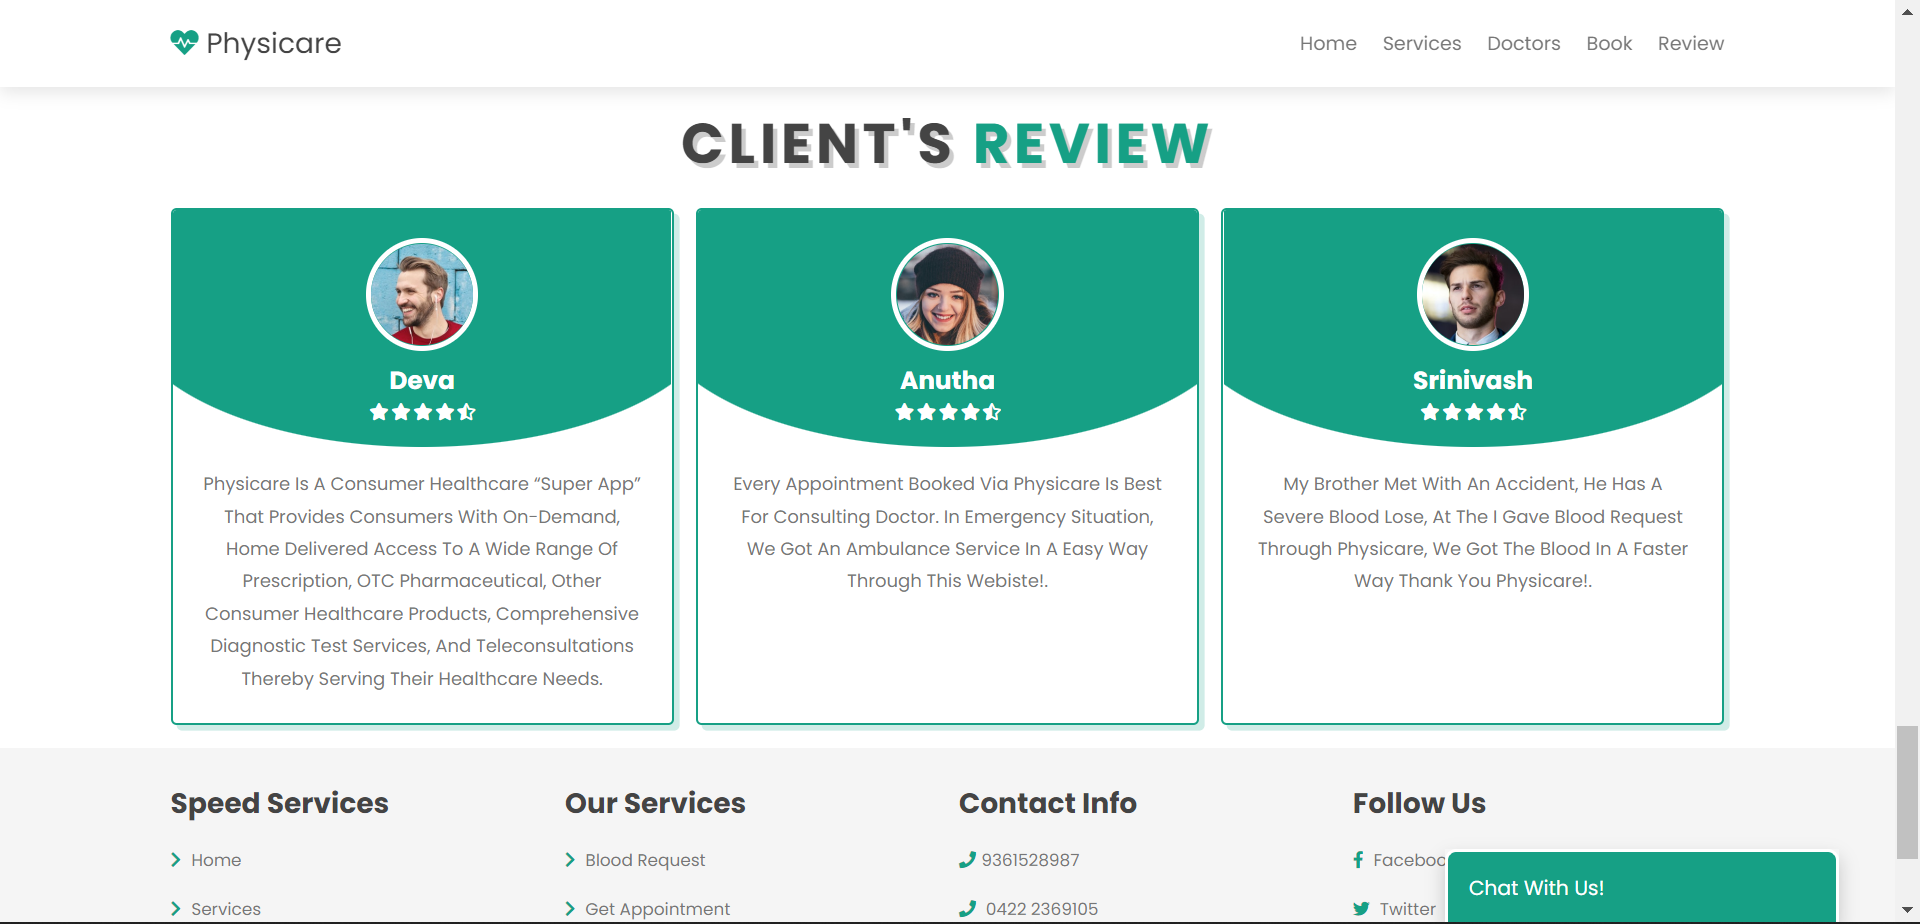 Physicare
Home Services Doctors Book Review
CLIENT'S REVIEW
Deva
Physicare Is A Consumer Healthcare “Super App”
That Provides Consumers With On-Demand,
Home Delivered Access To A Wide Range Of
Prescription, OTC Pharmaceutical, Other
Consumer Healthcare Products, Comprehensive
Diagnostic Test Services, And Teleconsultations
Thereby Serving Their Healthcare Needs.
Anutha
Every Appointment Booked Via Physicare Is Best
For Consulting Doctor. In Emergency Situation,
We Got An Ambulance Service In A Easy Way
Through This Webiste!.
Srinivash
My Brother Met With An Accident, He Has A
Severe Blood Lose, At The I Gave Blood Request
Through Physicare, We Got The Blood In A Faster
Way Thank You Physicare!.
Speed Services
Home
Services
Our Services
Blood Request
Get Appointment
Contact Info
9361528987
0422 2369105
Follow Us
Faceboo
Twitter
Chat With Us!